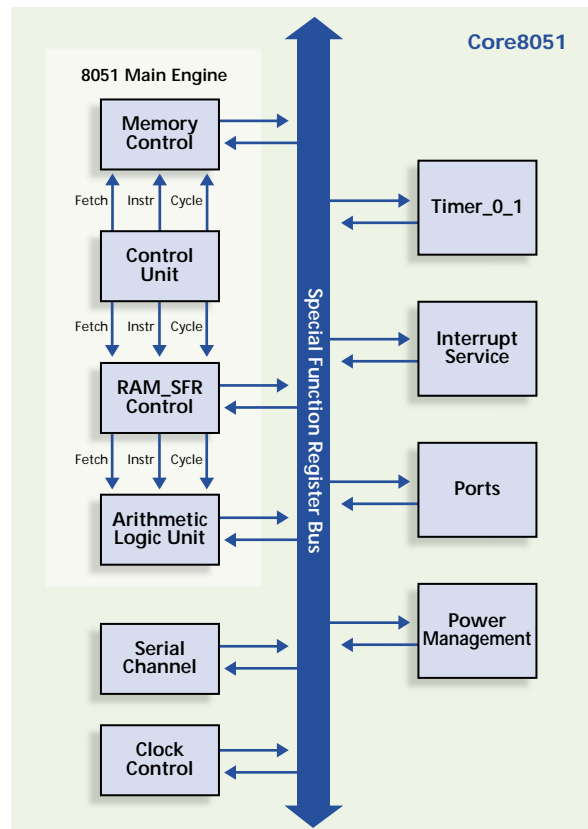 Core8051
8051 Main Engine
Memory
Control
Fetch Instr Cycle
Timer_0_1
Control
Unit
Fetch Instr Cycle
Special Function Register Bus
Interrupt
Service
RAM_SFR
Control
Fetch Instr Cycle
Ports
Arithmetic
Logic Unit
Power
Management
Serial
Channel
Clock
Control